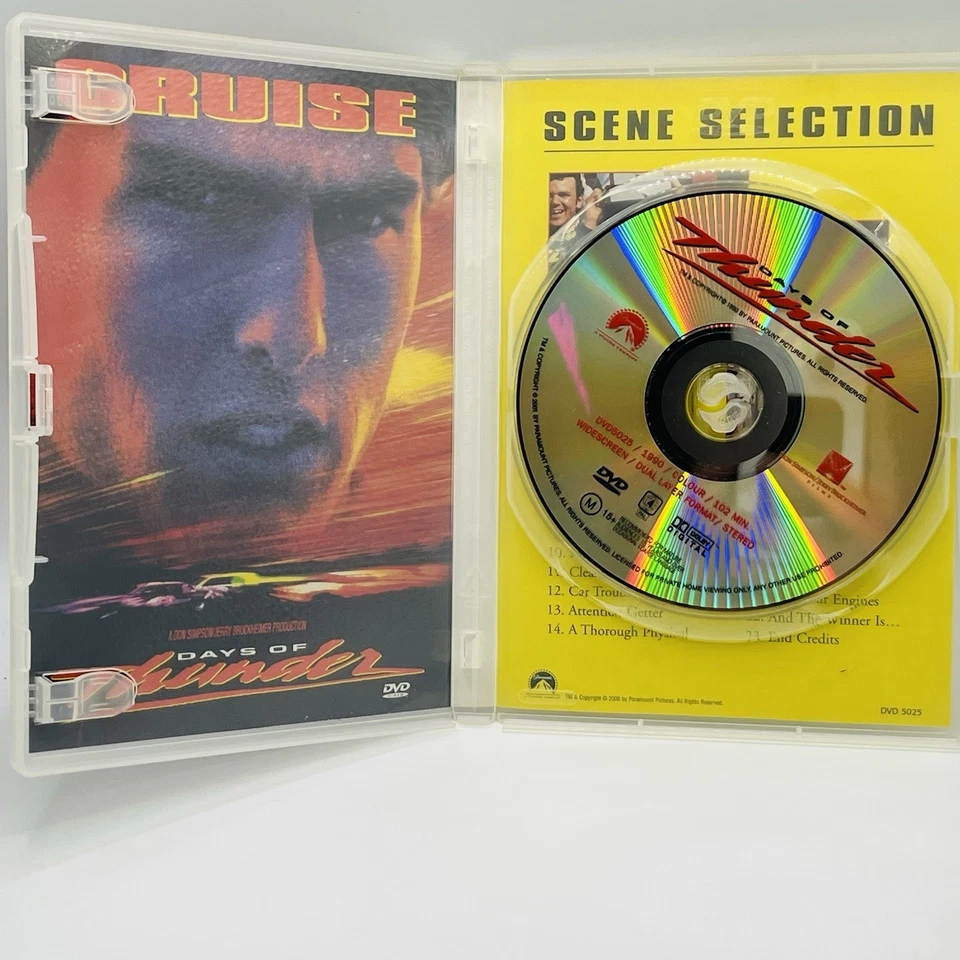 CRUISE
A DON SIMPSON/JERRY BRUCKHEIMER PRODUCTION
DAYS OF
Thunder
DVD
SCENE SELECTION
DAYS OF
Thunder
TM & COPYRIGHT © 1990 BY PARAMOUNT PICTURES. ALL RIGHTS RESERVED.
TM & COPYRIGHT © 2001 BY PARAMOUNT PICTURES. ALL RIGHTS RESERVED. LICENSED FOR PRIVATE HOME VIEWING ONLY, ANY OTHER USE PROHIBITED.
DVD5025 / 1990 / COLOUR / 102 MIN
WIDESCREEN / DUAL LAYER FORMAT / STEREO
DVD
M 15+
4
DOLBY
DIGITAL
10.
11. Clea
12. Car Troub
13. Attention Getter
14. A Thorough Physical
ur Engines
And The Winner Is...
23. End Credits
TM & Copyright © 2000 by Paramount Pictures. All Rights Reserved.
DVD 5025